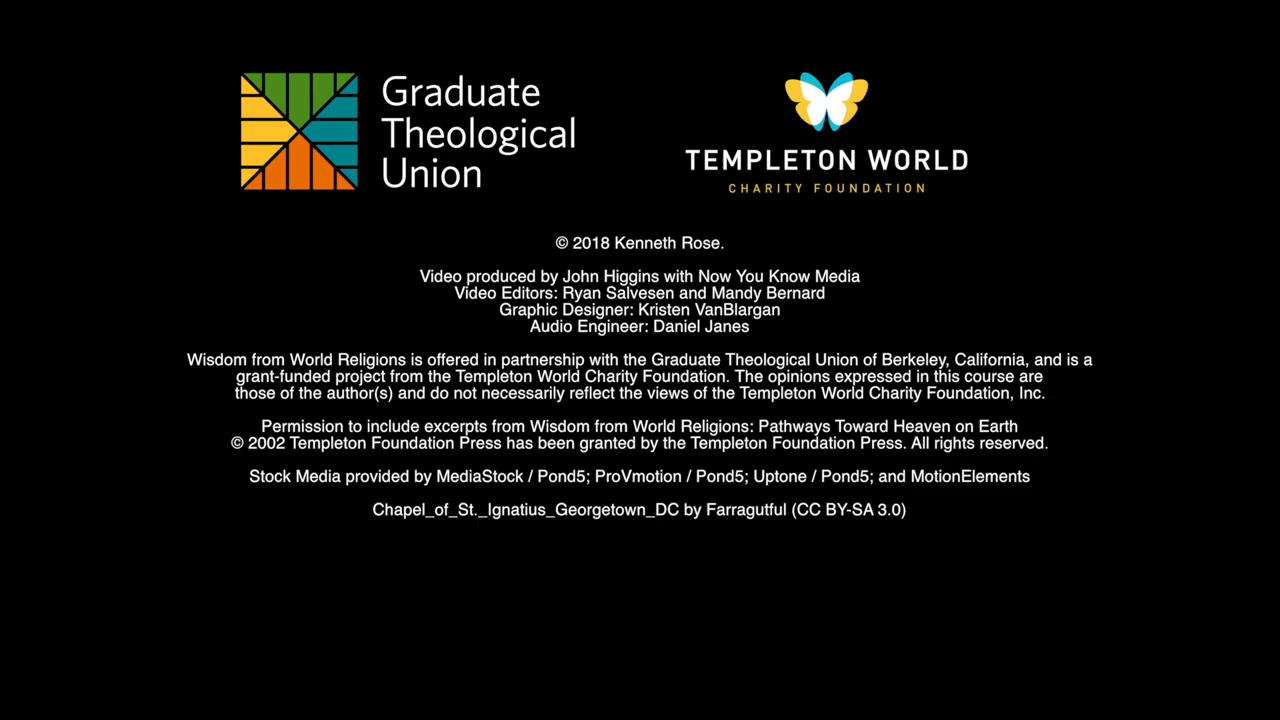 Graduate
Theological
Union
TEMPLETON WORLD
CHARITY FOUNDATION
© 2018 Kenneth Rose.
Video produced by John Higgins with Now You Know Media
Video Editors: Ryan Salvesen and Mandy Bernard
Graphic Designer: Kristen VanBlargan
Audio Engineer: Daniel Janes
Wisdom from World Religions is offered in partnership with the Graduate Theological Union of Berkeley, California, and is a
grant-funded project from the Templeton World Charity Foundation. The opinions expressed in this course are
those of the author(s) and do not necessarily reflect the views of the Templeton World Charity Foundation, Inc.
Permission to include excerpts from Wisdom from World Religions: Pathways Toward Heaven on Earth
© 2002 Templeton Foundation Press has been granted by the Templeton Foundation Press. All rights reserved.
Stock Media provided by MediaStock / Pond5; ProVmotion / Pond5; Uptone / Pond5; and MotionElements
Chapel_of_St._Ignatius_Georgetown_DC by Farragutful (CC BY-SA 3.0)